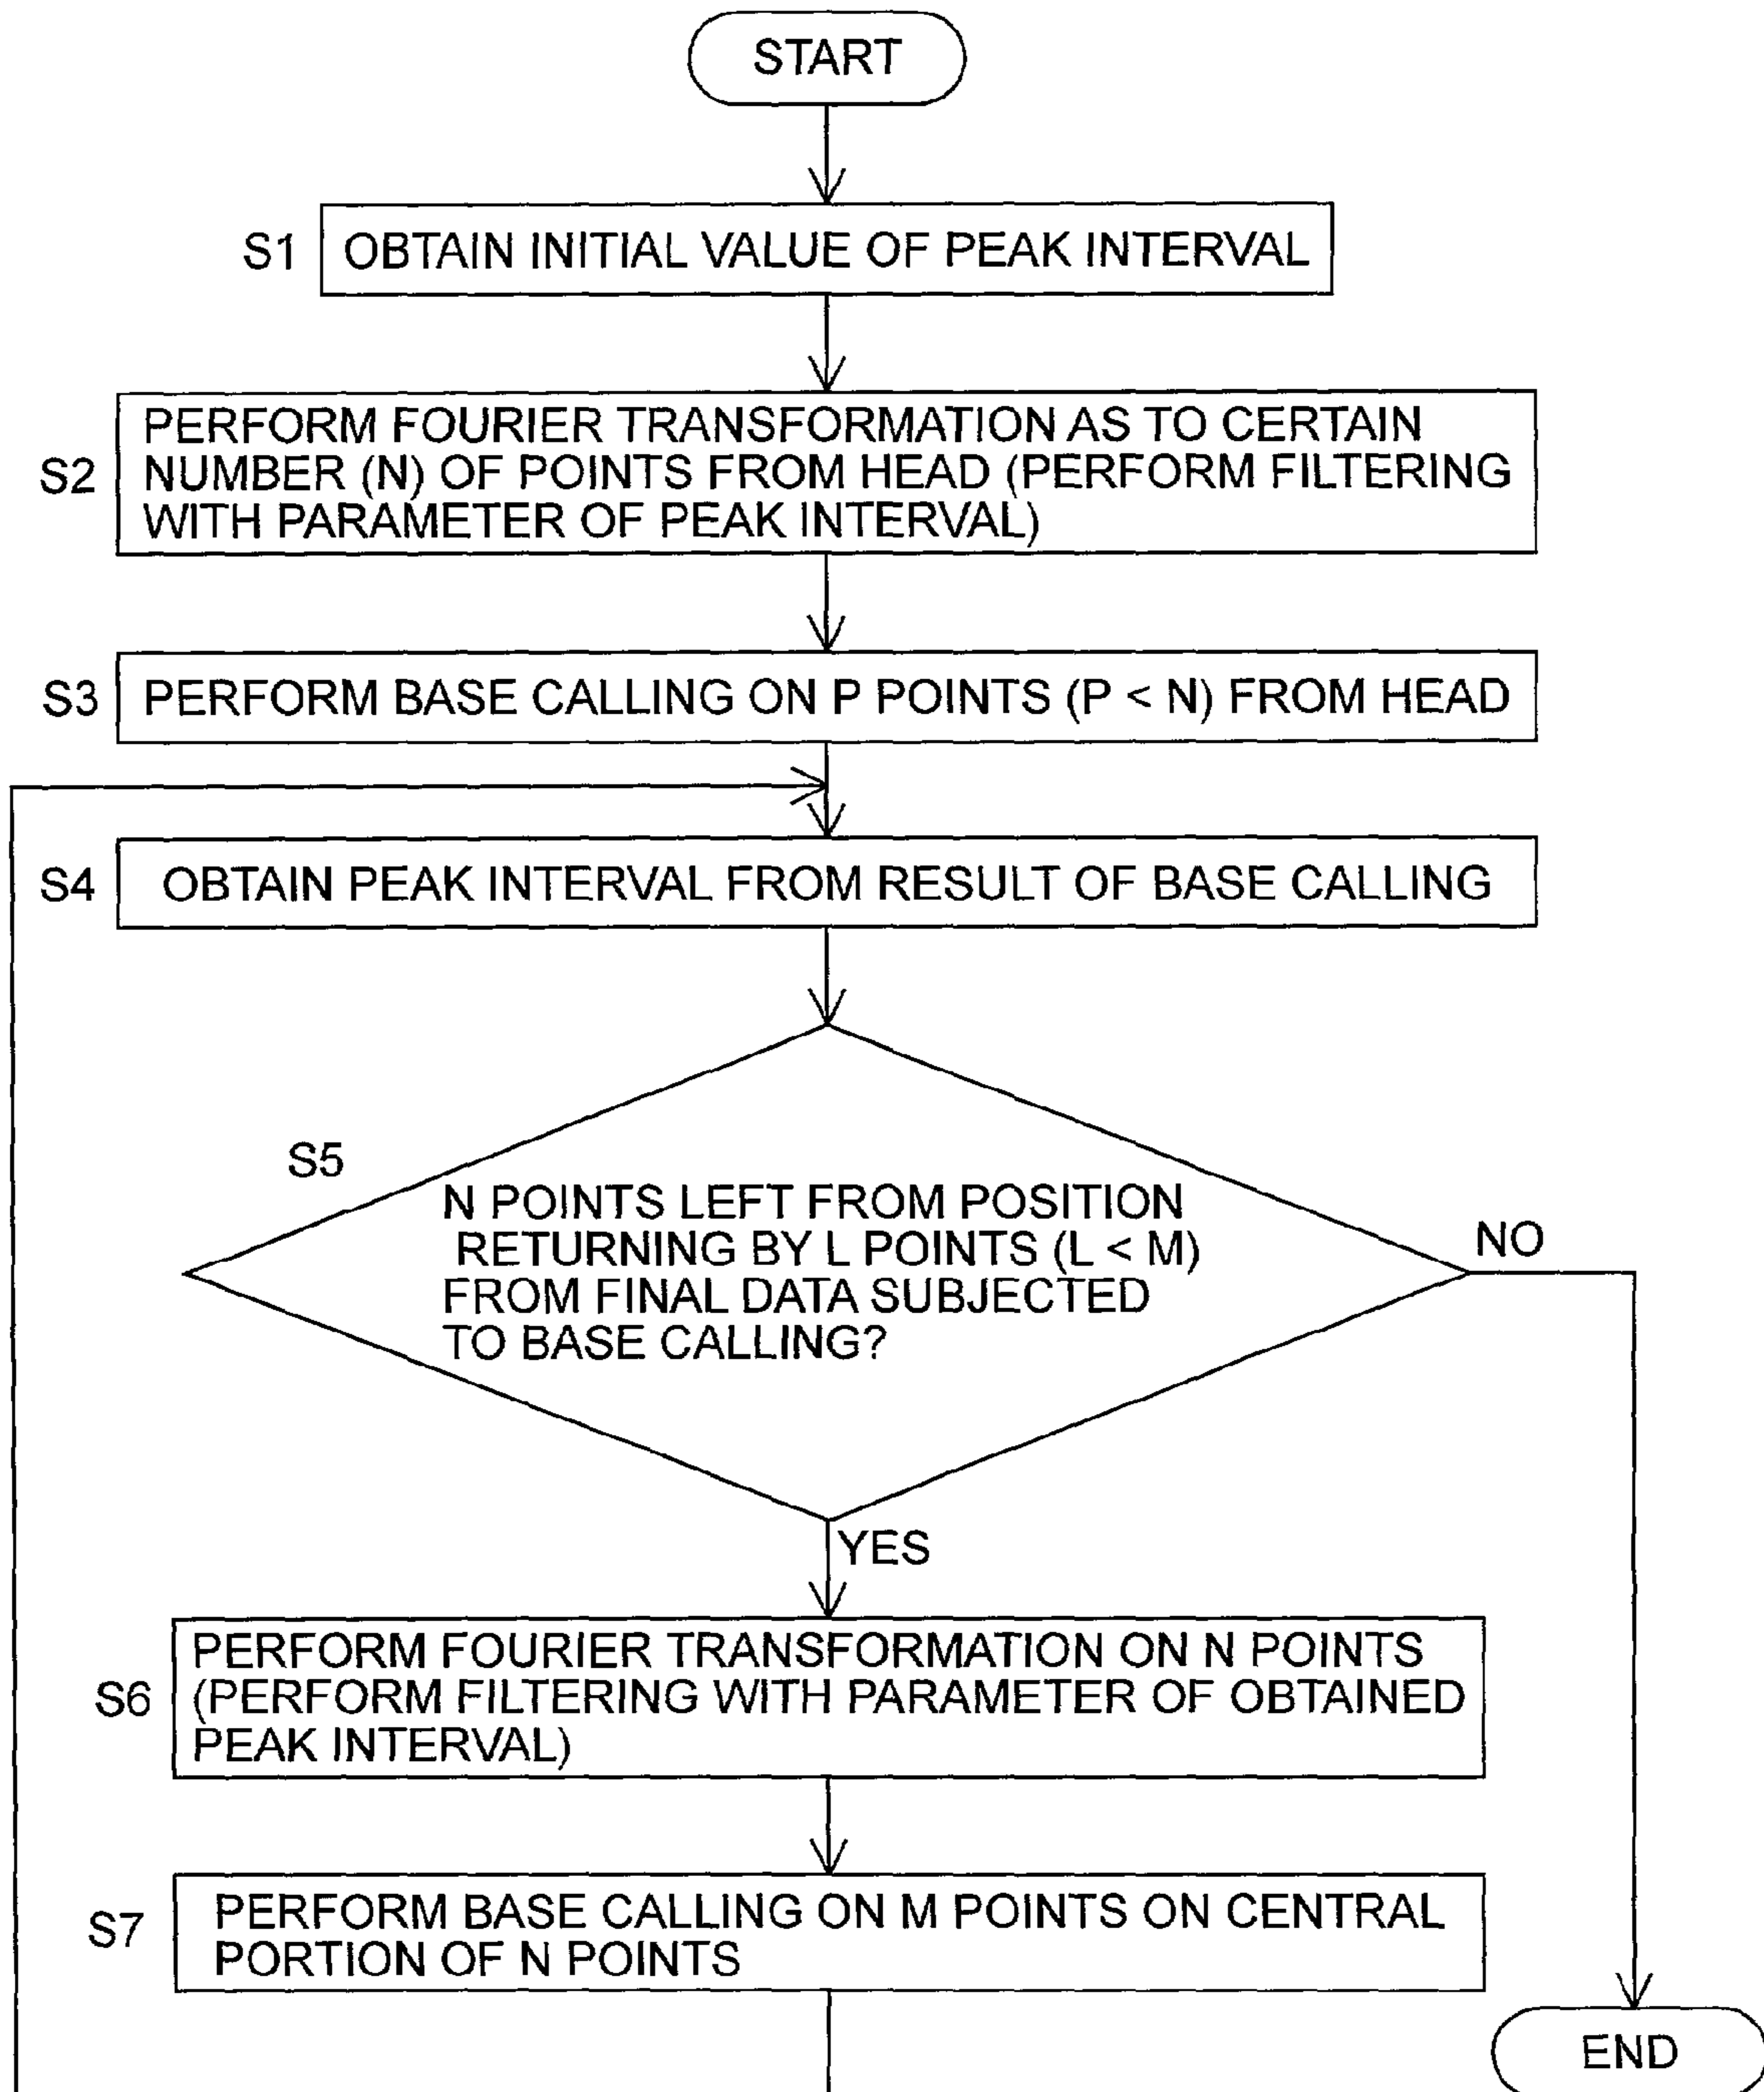 START
S1
OBTAIN INITIAL VALUE OF PEAK INTERVAL
S2
PERFORM FOURIER TRANSFORMATION AS TO CERTAIN
NUMBER (N) OF POINTS FROM HEAD (PERFORM FILTERING
WITH PARAMETER OF PEAK INTERVAL)
S3
PERFORM BASE CALLING ON P POINTS (P < N) FROM HEAD
S4
OBTAIN PEAK INTERVAL FROM RESULT OF BASE CALLING
S5
N POINTS LEFT FROM POSITION
RETURNING BY L POINTS (L < M)
FROM FINAL DATA SUBJECTED
TO BASE CALLING?
NO
YES
S6
PERFORM FOURIER TRANSFORMATION ON N POINTS
(PERFORM FILTERING WITH PARAMETER OF OBTAINED
PEAK INTERVAL)
S7
PERFORM BASE CALLING ON M POINTS ON CENTRAL
PORTION OF N POINTS
END